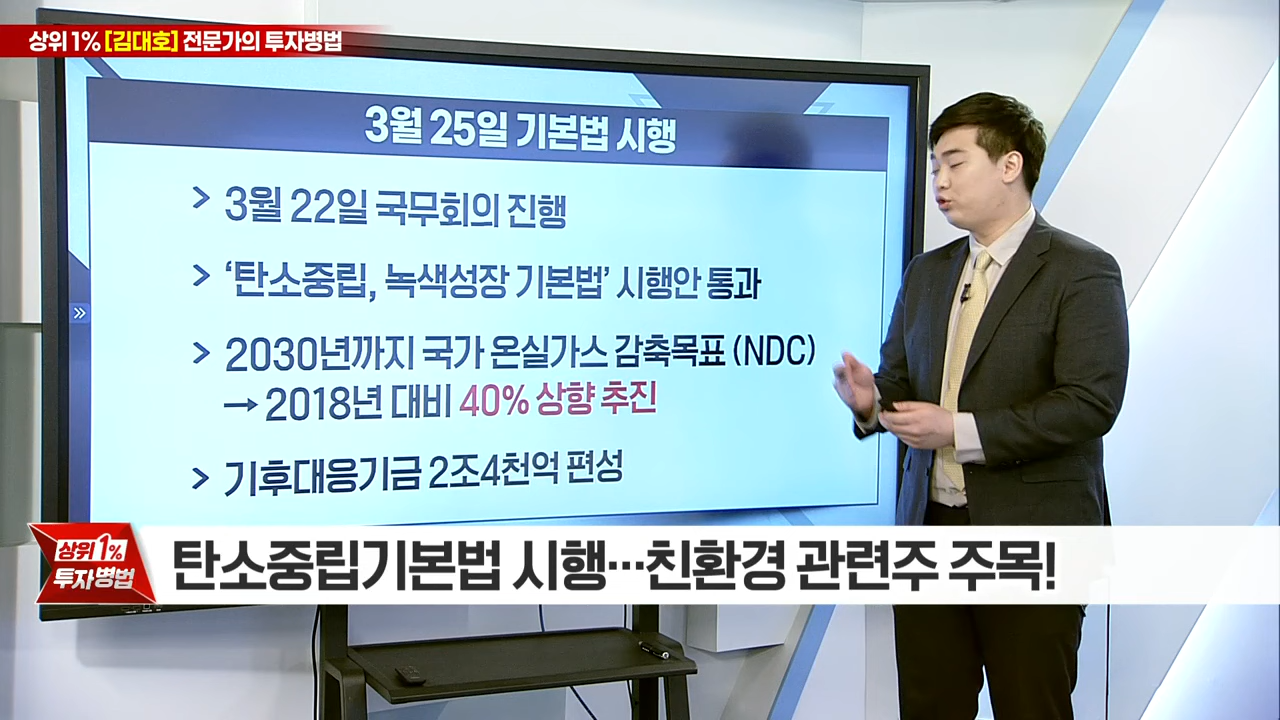 상위 1% [김대호] 전문가의 투자병법
3월 25일 기본법 시행
> 3월 22일 국무회의 진행
> ‘탄소중립, 녹색성장 기본법’ 시행안 통과
> 2030년까지 국가 온실가스 감축목표 (NDC)
→ 2018년 대비 40% 상향 추진
> 기후대응기금 2조4천억 편성
상위 1%
투자병법
탄소중립기본법 시행…친환경 관련주 주목!